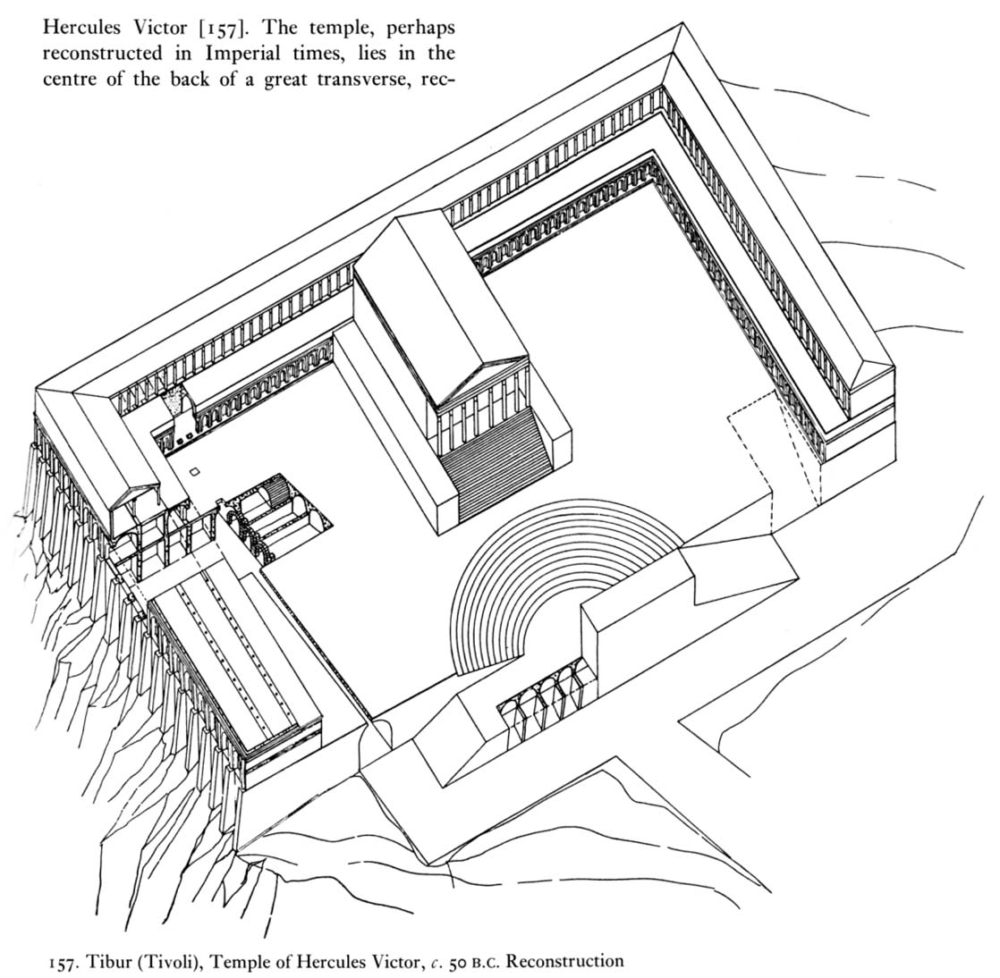 Hercules Victor [157]. The temple, perhaps
reconstructed in Imperial times, lies in the
centre of the back of a great transverse, rec-
157. Tibur (Tivoli), Temple of Hercules Victor, c. 50 B.C. Reconstruction